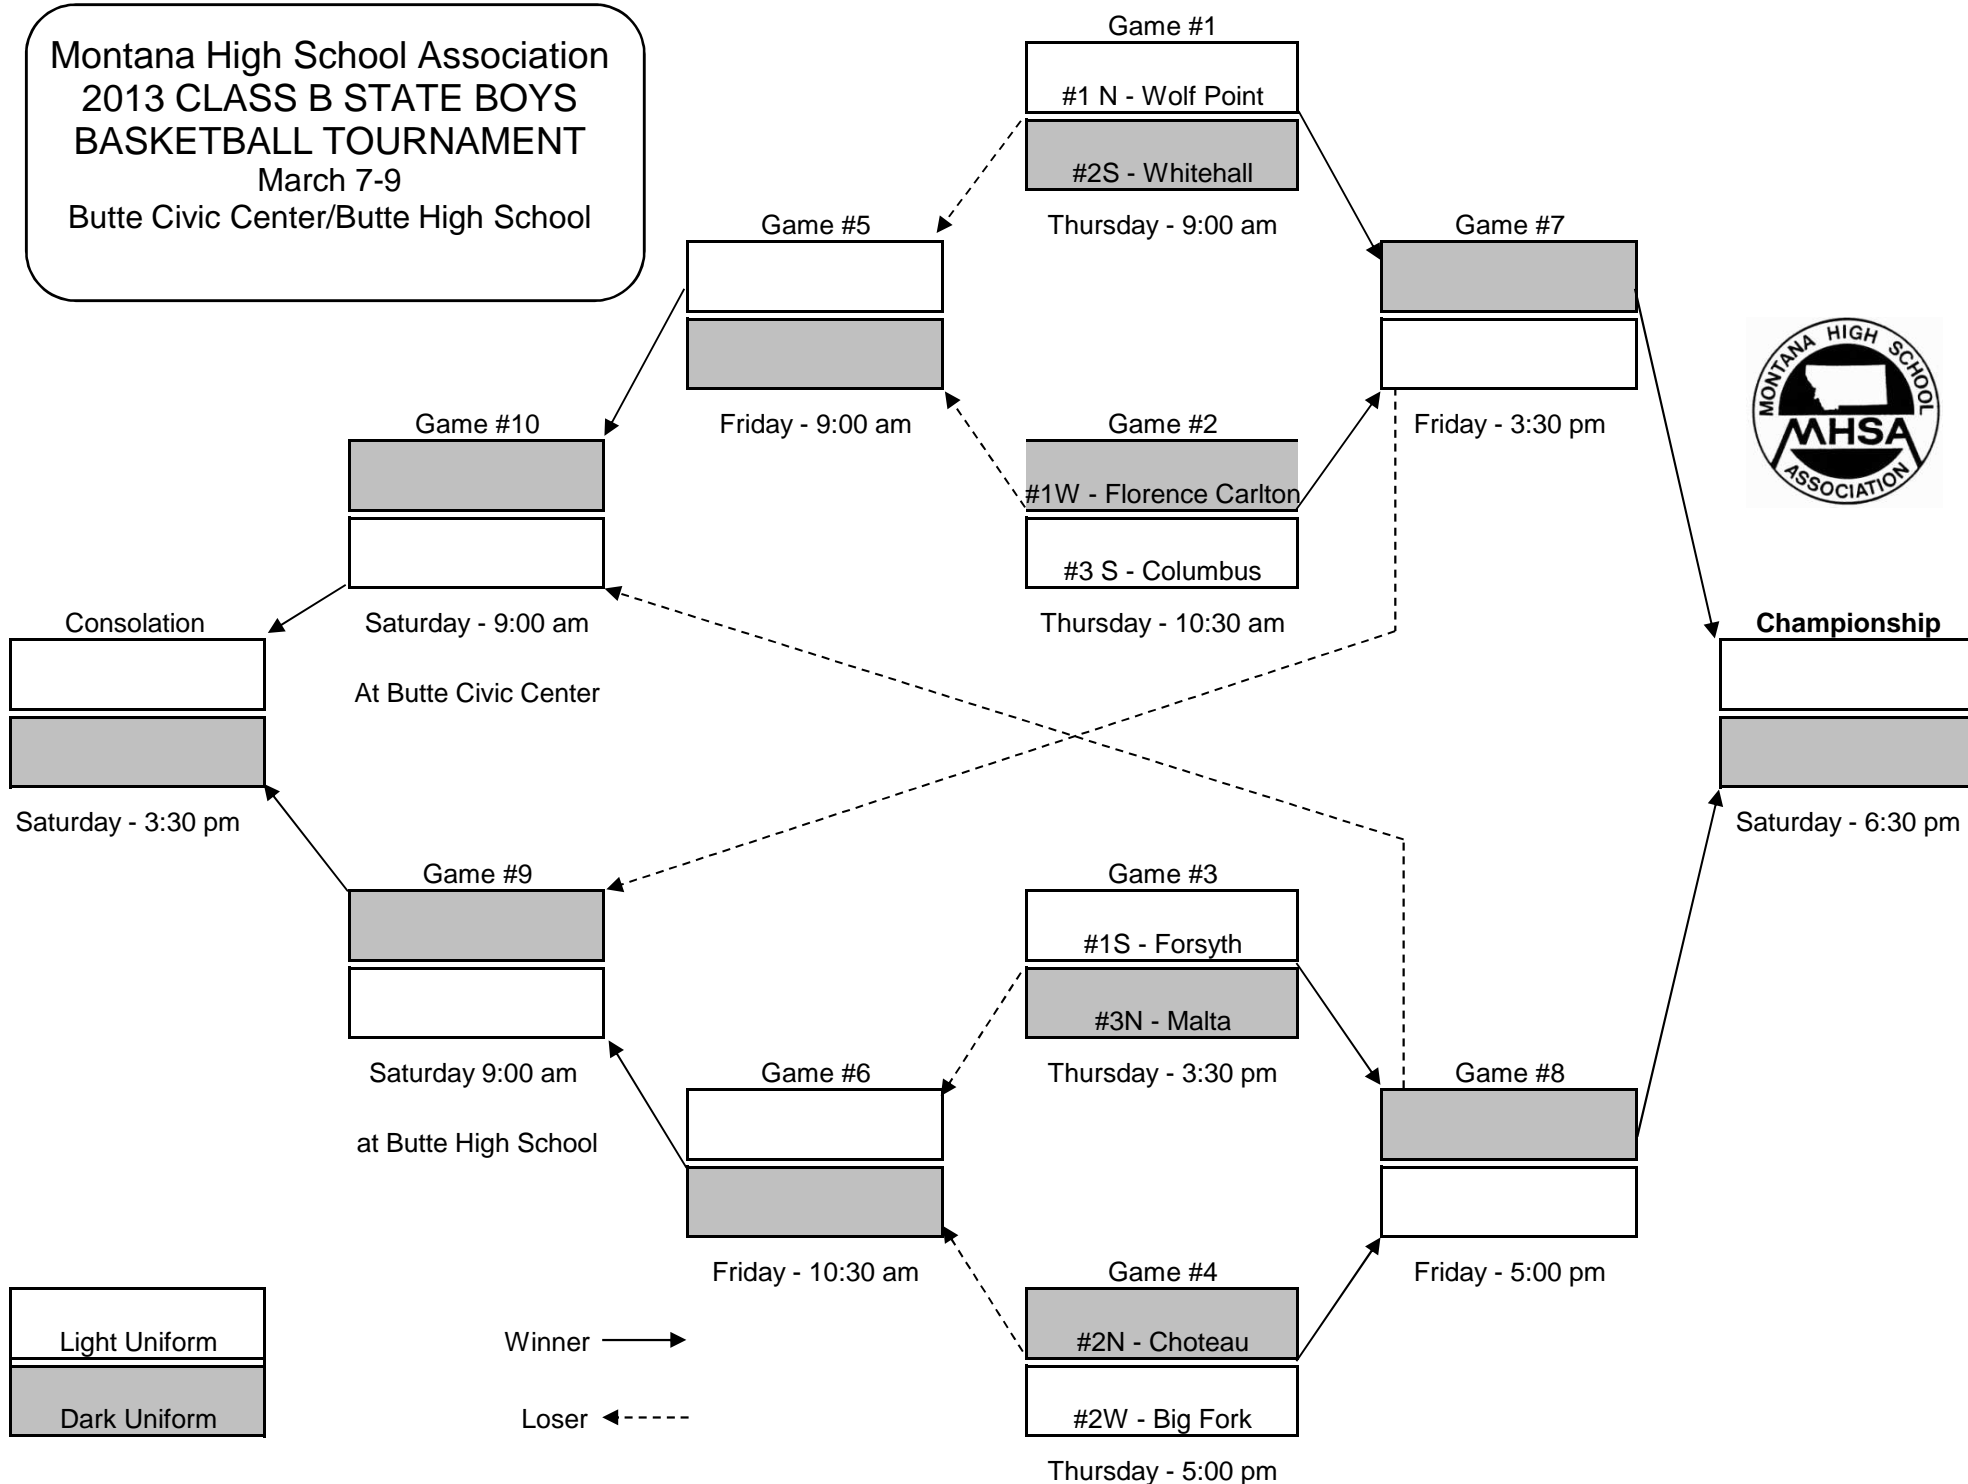 Montana High School Association
2013 CLASS B STATE BOYS
BASKETBALL TOURNAMENT
March 7-9
Butte Civic Center/Butte High School
Game #1
#1 N - Wolf Point
#2S - Whitehall
Thursday - 9:00 am
Game #5
Friday - 9:00 am
Game #7
Friday - 3:30 pm
MONTANA HIGH SCHOOL
MHSA
ASSOCIATION
Game #10
Saturday - 9:00 am
At Butte Civic Center
Game #2
#1W - Florence Carlton
#3 S - Columbus
Thursday - 10:30 am
Consolation
Saturday - 3:30 pm
Championship
Saturday - 6:30 pm
Game #9
Saturday 9:00 am
at Butte High School
Game #3
#1S - Forsyth
#3N - Malta
Thursday - 3:30 pm
Game #6
Friday - 10:30 am
Game #8
Friday - 5:00 pm
Game #4
#2N - Choteau
#2W - Big Fork
Thursday - 5:00 pm
Light Uniform
Dark Uniform
Winner
Loser